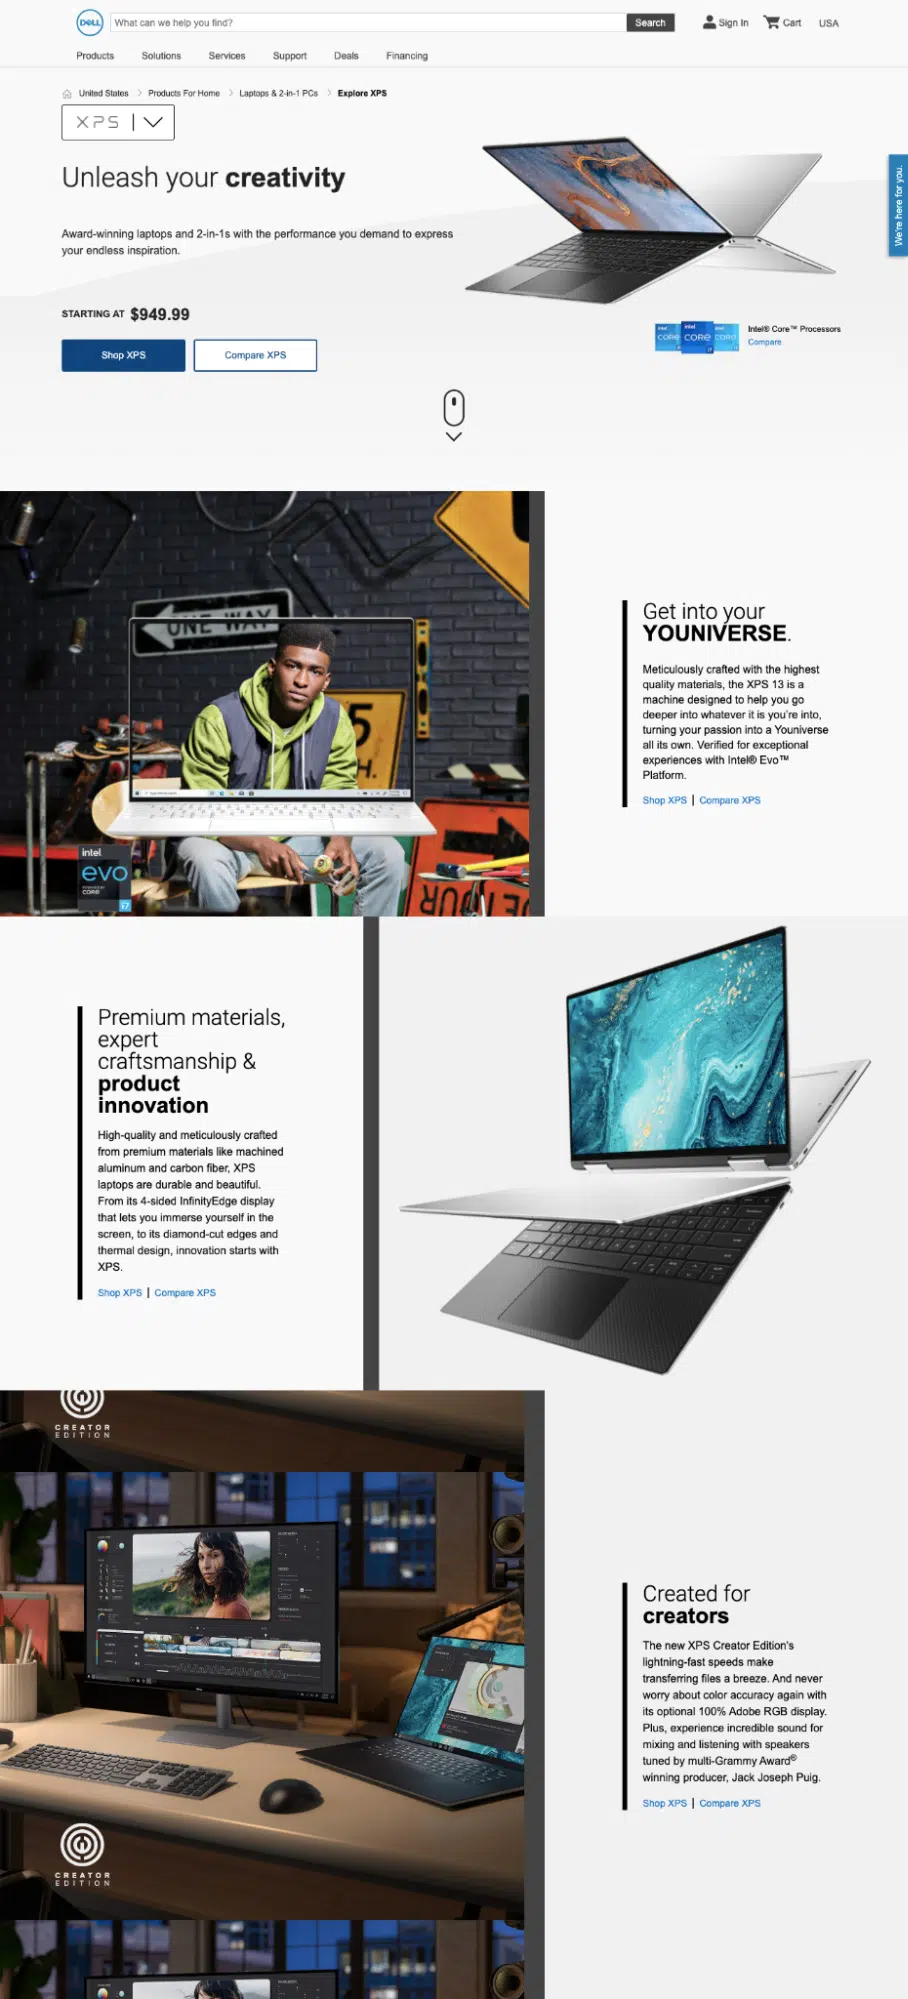 DELL
What can we help you find?
Search
Sign In
Cart
USA
Products
Solutions
Services
Support
Deals
Financing
United States
Products For Home
Laptops & 2-in-1 PCs
Explore XPS
XPS
Unleash your creativity
We're here for you.
Award-winning laptops and 2-in-1s with the performance you demand to express
your endless inspiration.
STARTING AT $949.99
Shop XPS
Compare XPS
intel
CORE
i7
Intel® Core™ Processors
Compare
ONE WAY
5
H.
intel
evo
CORE
i7
DETOUR
Get into your
YOUNIVERSE.
Meticulously crafted with the highest
quality materials, the XPS 13 is a
machine designed to help you go
deeper into whatever it is you're into,
turning your passion into a Youniverse
all its own. Verified for exceptional
experiences with Intel® Evo™
Platform.
Shop XPS | Compare XPS
Premium materials,
expert
craftsmanship &
product
innovation
High-quality and meticulously crafted
from premium materials like machined
aluminum and carbon fiber, XPS
laptops are durable and beautiful.
From its 4-sided InfinityEdge display
that lets you immerse yourself in the
screen, to its diamond-cut edges and
thermal design, innovation starts with
XPS.
Shop XPS | Compare XPS
CREATOR
EDITION
Created for
creators
The new XPS Creator Edition's
lightning-fast speeds make
transferring files a breeze. And never
worry about color accuracy again with
its optional 100% Adobe RGB display.
Plus, experience incredible sound for
mixing and listening with speakers
tuned by multi-Grammy Award®
winning producer, Jack Joseph Puig.
Shop XPS | Compare XPS
CREATOR
EDITION